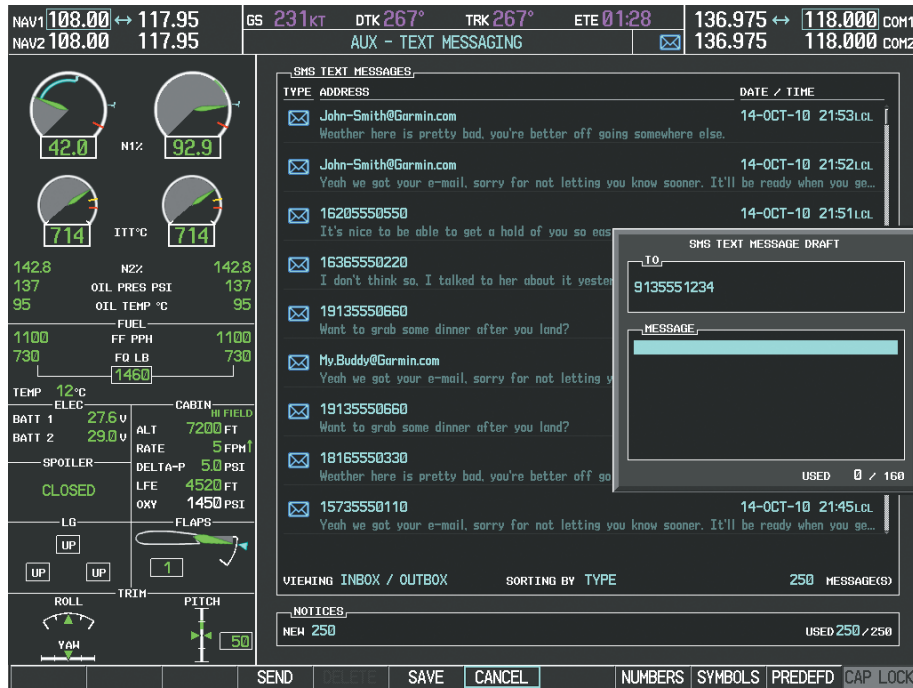 NAV1 108.00 ↔ 117.95 GS 231KT DTK 267° TRK 267° ETE 01:28 136.975 ↔ 118.000 COM1
NAV2 108.00 117.95 AUX - TEXT MESSAGING 136.975 118.000 COM2
42.0 N1% 92.9
714 ITT°C 714
142.8 N2% 142.8
137 OIL PRES PSI 137
95 OIL TEMP °C 95
FUEL
1100 FF PPH 1100
730 FQ LB 730
1460
TEMP 12°C
ELEC
BATT 1 27.6 V
BATT 2 29.0 V
CABIN
HI FIELD
ALT 7200 FT
RATE 5 FPM↑
DELTA-P 5.0 PSI
LFE 4520 FT
OXY 1450 PSI
SPOILER
CLOSED
LG
UP
UP UP
FLAPS
1
TRIM
ROLL PITCH
YAW 50
SMS TEXT MESSAGES
TYPE ADDRESS DATE / TIME
John-Smith@Garmin.com 14-OCT-10 21:53LCL
Weather here is pretty bad, you're better off going somewhere else.
John-Smith@Garmin.com 14-OCT-10 21:52LCL
Yeah we got your e-mail, sorry for not letting you know sooner. It'll be ready when you ge...
16205550550 14-OCT-10 21:51LCL
It's nice to be able to get a hold of you so eas
16365550220
I don't think so, I talked to her about it yester
19135550660
Want to grab some dinner after you land?
My.Buddy@Garmin.com
Yeah we got your e-mail, sorry for not letting y
19135550660
Want to grab some dinner after you land?
18165550330
Weather here is pretty bad, you're better off go
15735550110 14-OCT-10 21:45LCL
Yeah we got your e-mail, sorry for not letting you know sooner. It'll be ready when you ge...
VIEWING INBOX / OUTBOX SORTING BY TYPE 250 MESSAGE(S)
NOTICES
NEW 250 USED 250 / 250
SMS TEXT MESSAGE DRAFT
TO
9135551234
MESSAGE
USED 0 / 160
SEND DELETE SAVE CANCEL NUMBERS SYMBOLS PREDEFD CAP LOCK